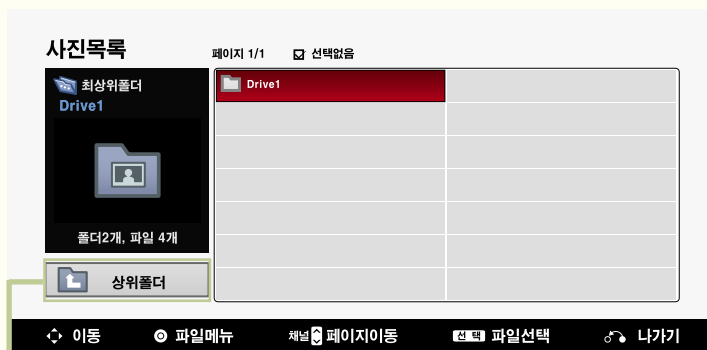 사진목록
페이지 1/1 선택없음
최상위폴더
Drive1
Drive1
폴더2개, 파일 4개
상위폴더
이동 파일메뉴 채널 페이지이동 선택 파일선택 나가기